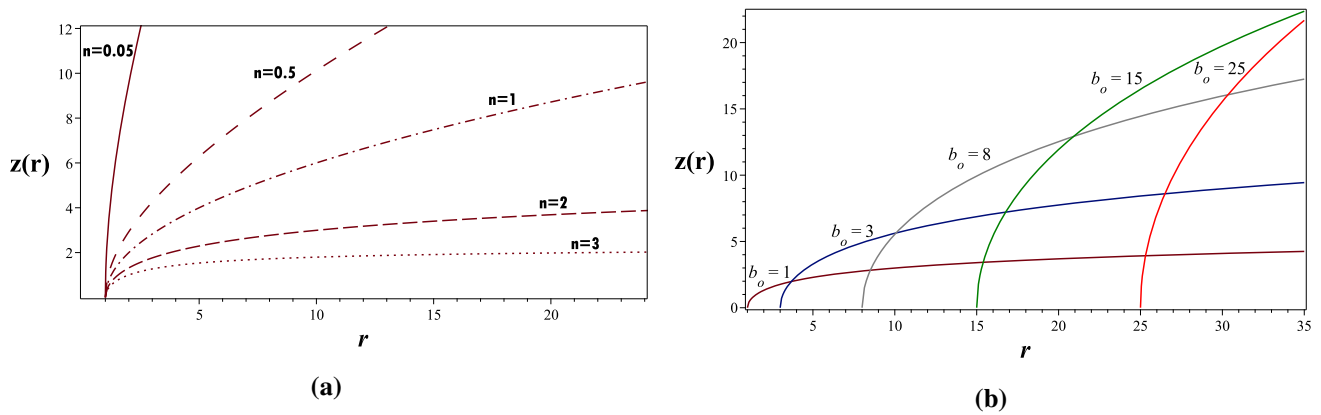 12
n=0.05
n=0.5
10
n=1
8
z(r)
6
4
n=2
n=3
2
5
10
15
20
r
(a)
20
b_o = 15
b_o = 25
15
z(r)
b_o = 8
10
b_o = 3
5
b_o = 1
0
5
10
15
20
25
30
35
r
(b)